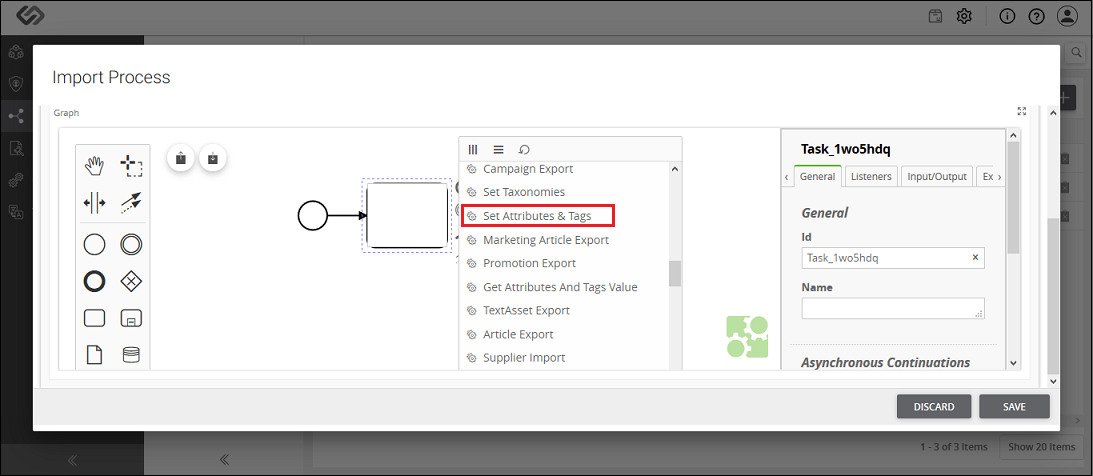 Import Process
Graph
Campaign Export
Set Taxonomies
Set Attributes & Tags
Marketing Article Export
Promotion Export
Get Attributes And Tags Value
TextAsset Export
Article Export
Supplier Import
Task_1wo5hdq
General Listeners Input/Output Ex
General
Id
Task_1wo5hdq
Name
Asynchronous Continuations
DISCARD SAVE
1 - 3 of 3 Items Show 20 Items